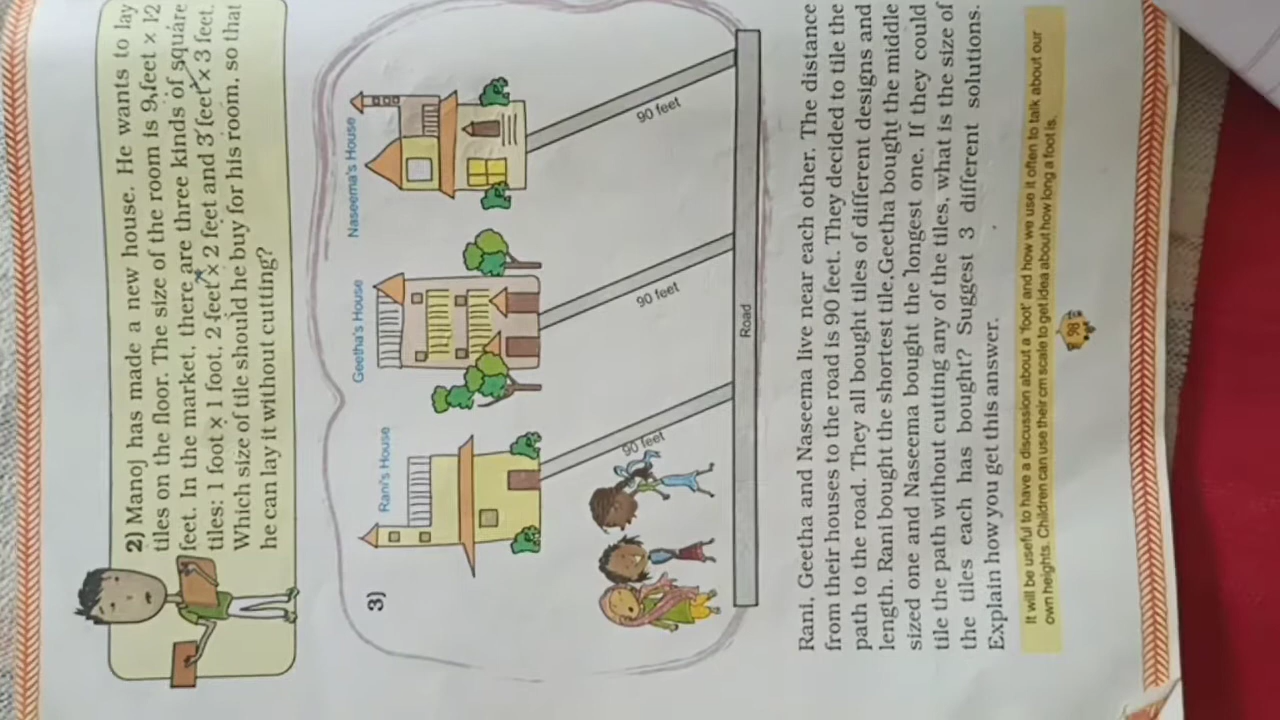 2) Manoj has made a new house. He wants to lay
tiles on the floor. The size of the room is 9 feet × 12
feet. In the market, there are three kinds of square
tiles: 1 foot × 1 foot, 2 feet × 2 feet and 3 feet × 3 feet.
Which size of tile should he buy for his room, so that
he can lay it without cutting?
3)
Rani's House
Geetha's House
Naseema's House
90 feet
90 feet
90 feet
Road
Rani, Geetha and Naseema live near each other. The distance
from their houses to the road is 90 feet. They decided to tile the
path to the road. They all bought tiles of different designs and
length. Rani bought the shortest tile, Geetha bought the middle
sized one and Naseema bought the longest one. If they could
tile the path without cutting any of the tiles, what is the size of
the tiles each has bought? Suggest 3 different solutions.
Explain how you get this answer.
It will be useful to have a discussion about a 'foot' and how we use it often to talk about our
own heights. Children can use their cm scale to get idea about how long a foot is.
98